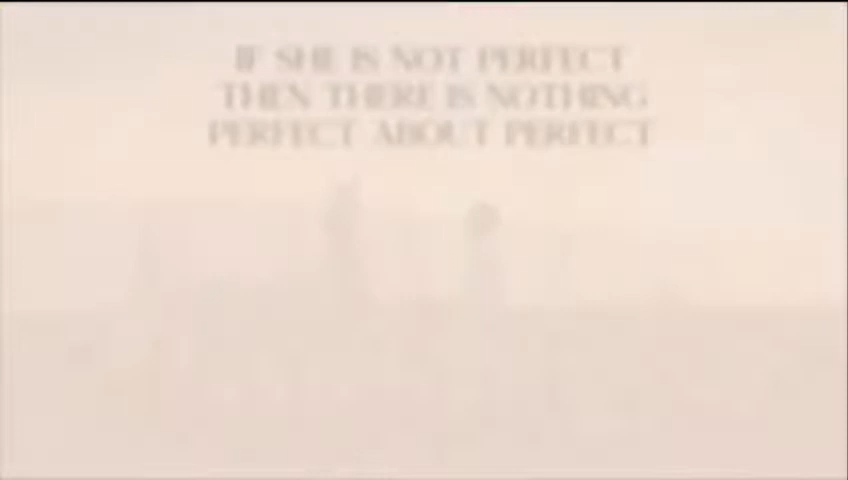 IF SHE IS NOT PERFECT
THEN THERE IS NOTHING
PERFECT ABOUT PERFECT